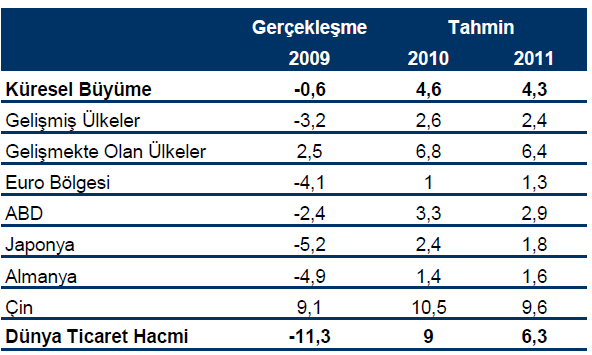 Gerçekleşme Tahmin
2009 2010 2011
Küresel Büyüme -0,6 4,6 4,3
Gelişmiş Ülkeler -3,2 2,6 2,4
Gelişmekte Olan Ülkeler 2,5 6,8 6,4
Euro Bölgesi -4,1 1 1,3
ABD -2,4 3,3 2,9
Japonya -5,2 2,4 1,8
Almanya -4,9 1,4 1,6
Çin 9,1 10,5 9,6
Dünya Ticaret Hacmi -11,3 9 6,3